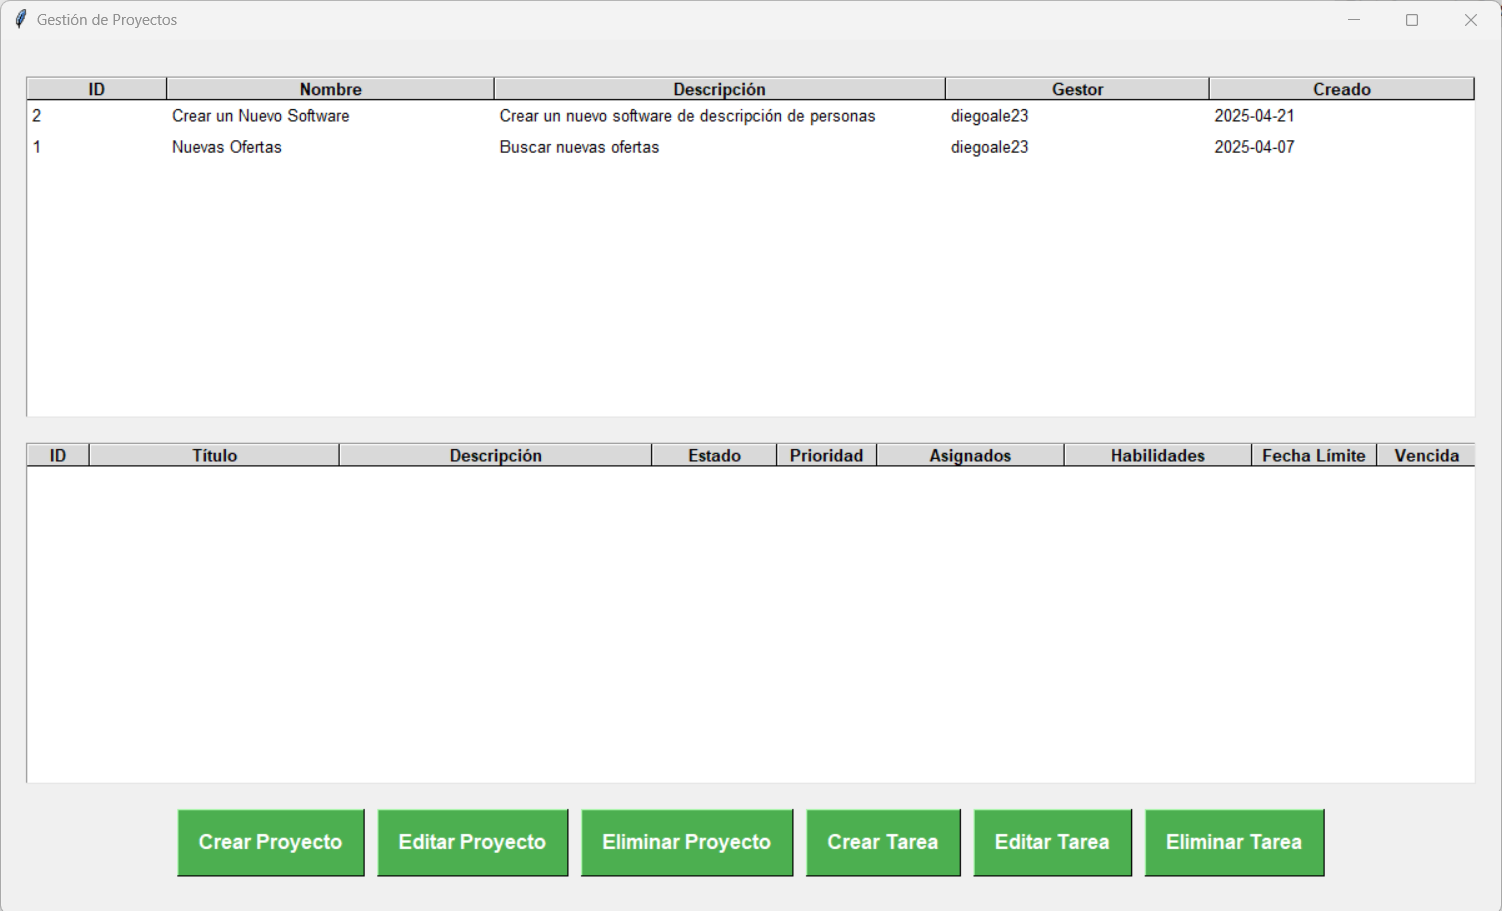 Gestión de Proyectos
ID Nombre Descripción Gestor Creado
2 Crear un Nuevo Software Crear un nuevo software de descripción de personas diegoale23 2025-04-21
1 Nuevas Ofertas Buscar nuevas ofertas diegoale23 2025-04-07
ID Título Descripción Estado Prioridad Asignados Habilidades Fecha Límite Vencida
Crear Proyecto Editar Proyecto Eliminar Proyecto Crear Tarea Editar Tarea Eliminar Tarea